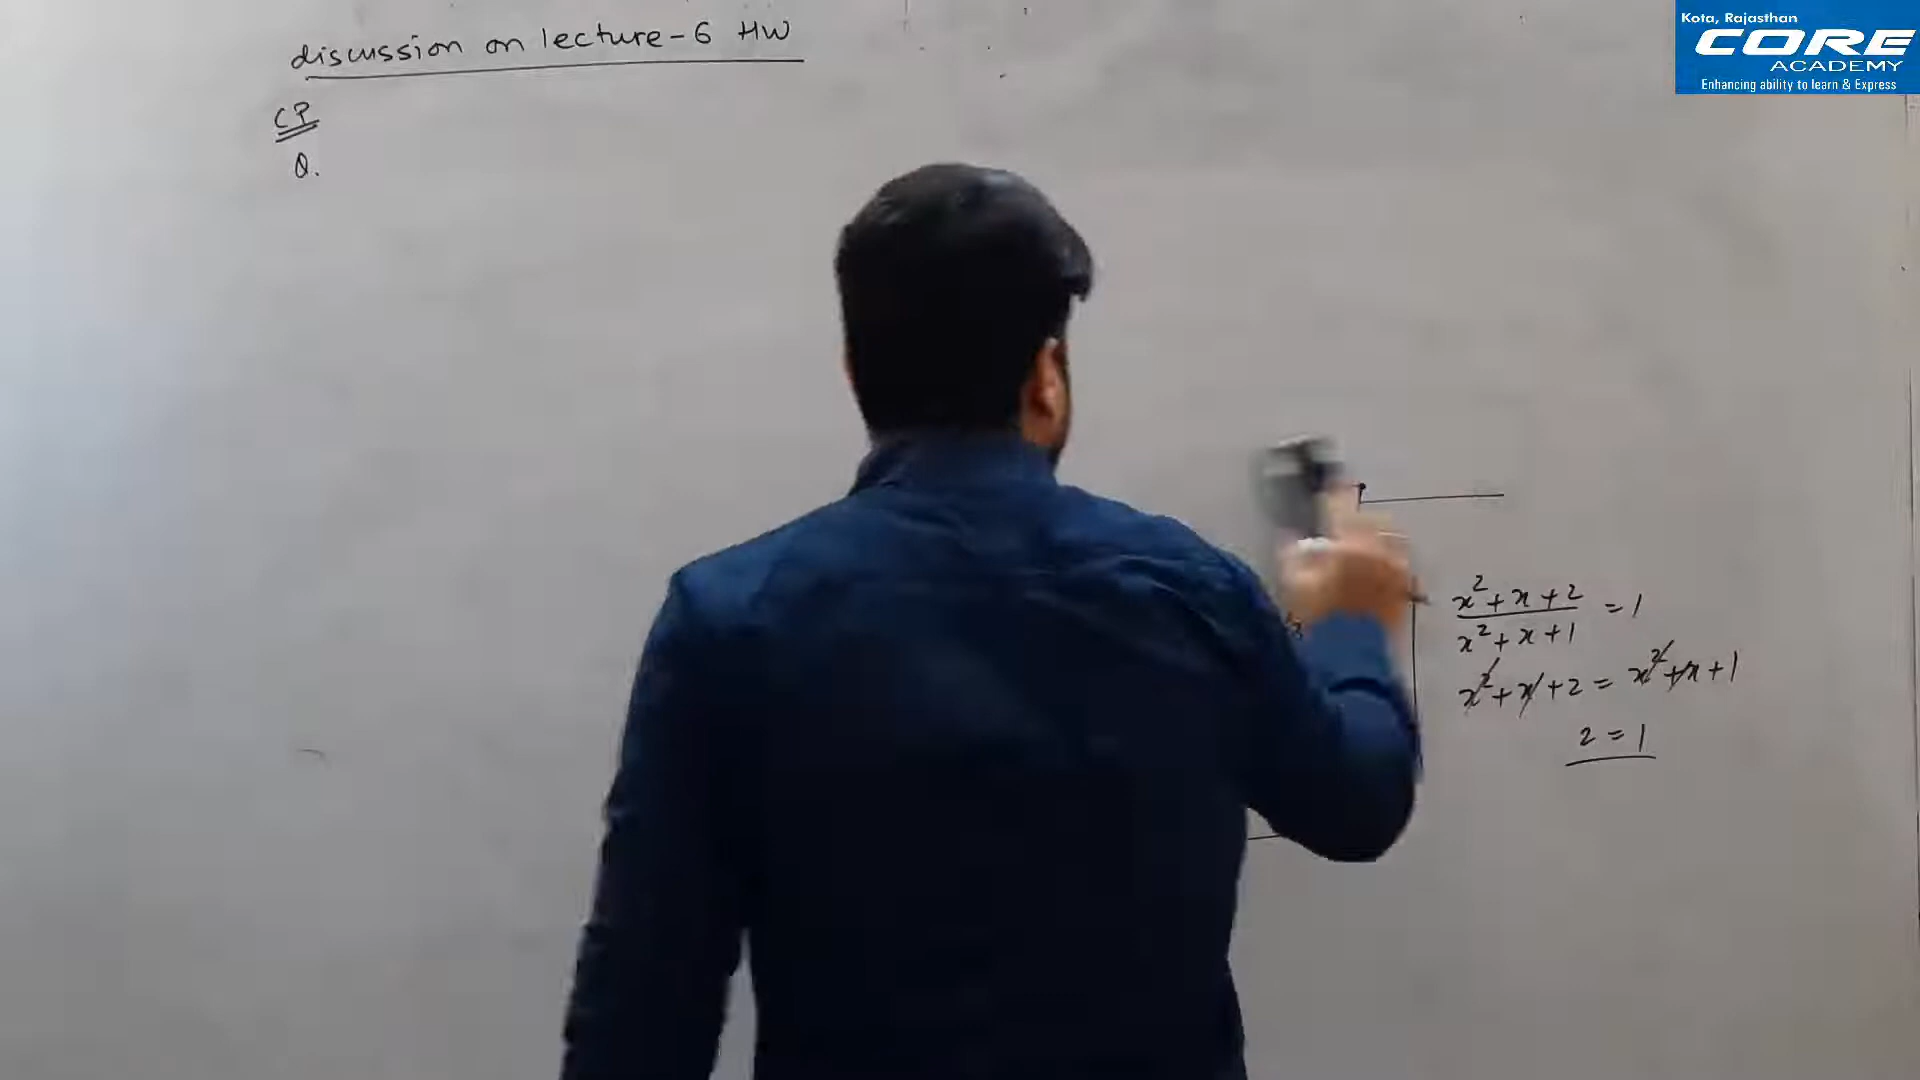 discussion on lecture-6 HW
CP
Q.
Kota, Rajasthan
CORE
ACADEMY
Enhancing ability to learn & Express
x²+x+2 / x²+x+1 = 1
x²+x+2 = x²+x+1
2 = 1